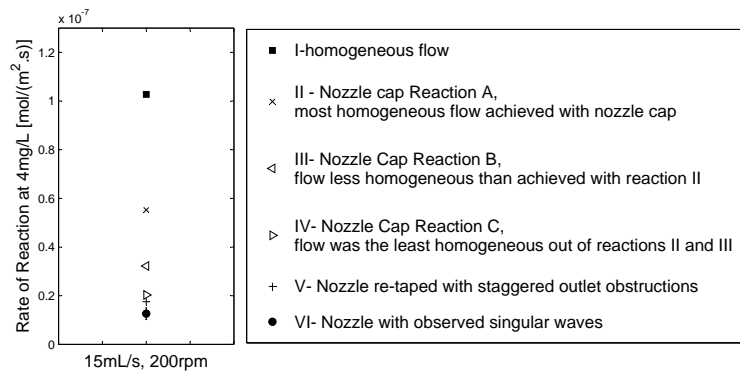 x 10^-7
Rate of Reaction at 4mg/L [mol/(m^2.s)]
1.2
1
0.8
0.6
0.4
0.2
0
15mL/s, 200rpm
I-homogeneous flow
II - Nozzle cap Reaction A,
most homogeneous flow achieved with nozzle cap
III- Nozzle Cap Reaction B,
flow less homogeneous than achieved with reaction II
IV- Nozzle Cap Reaction C,
flow was the least homogeneous out of reactions II and III
V- Nozzle re-taped with staggered outlet obstructions
VI- Nozzle with observed singular waves